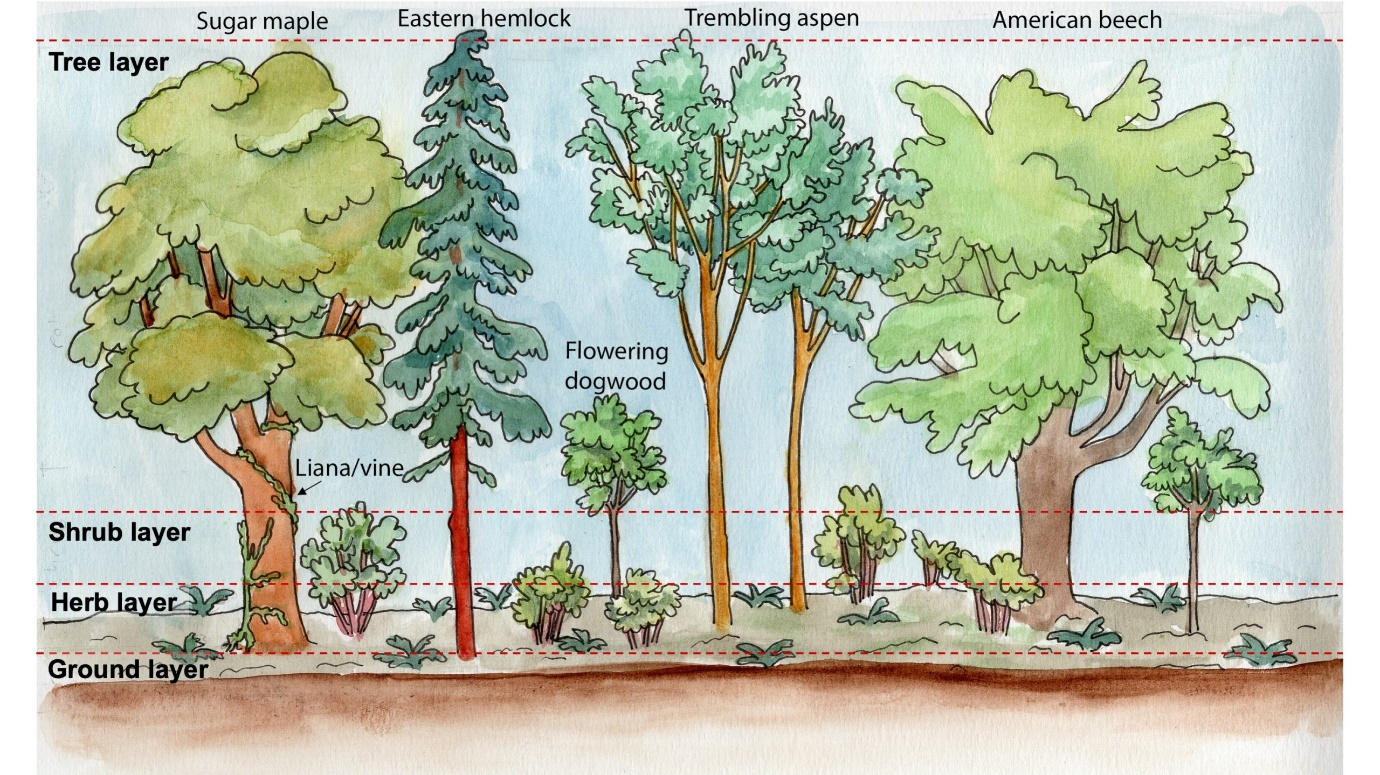 Sugar maple
Eastern hemlock
Trembling aspen
American beech
Tree layer
Flowering
dogwood
Liana/vine
Shrub layer
Herb layer
Ground layer